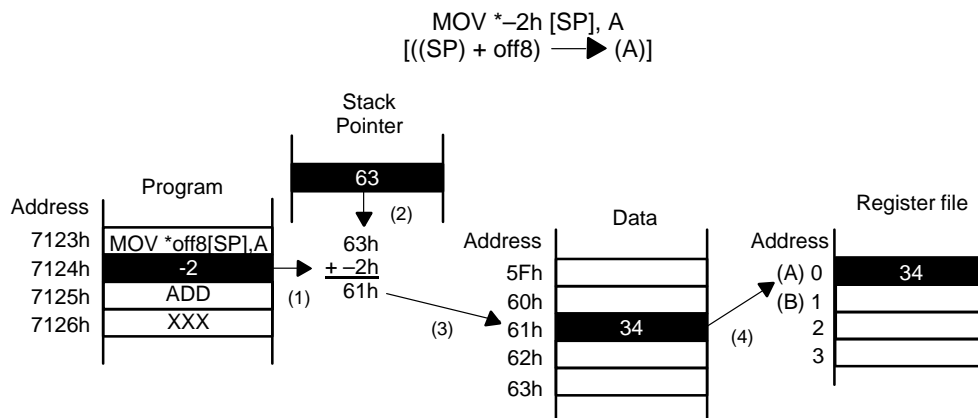 MOV *–2h [SP], A
[((SP) + off8) (A)]
Stack
Pointer
63
(2)
63h
+ –2h
61h
(1)
(3)
Program
Address
7123h MOV *off8[SP],A
7124h -2
7125h ADD
7126h XXX
Data
Address
5Fh
60h
61h 34
62h
63h
(4)
Register file
Address
(A) 0 34
(B) 1
2
3